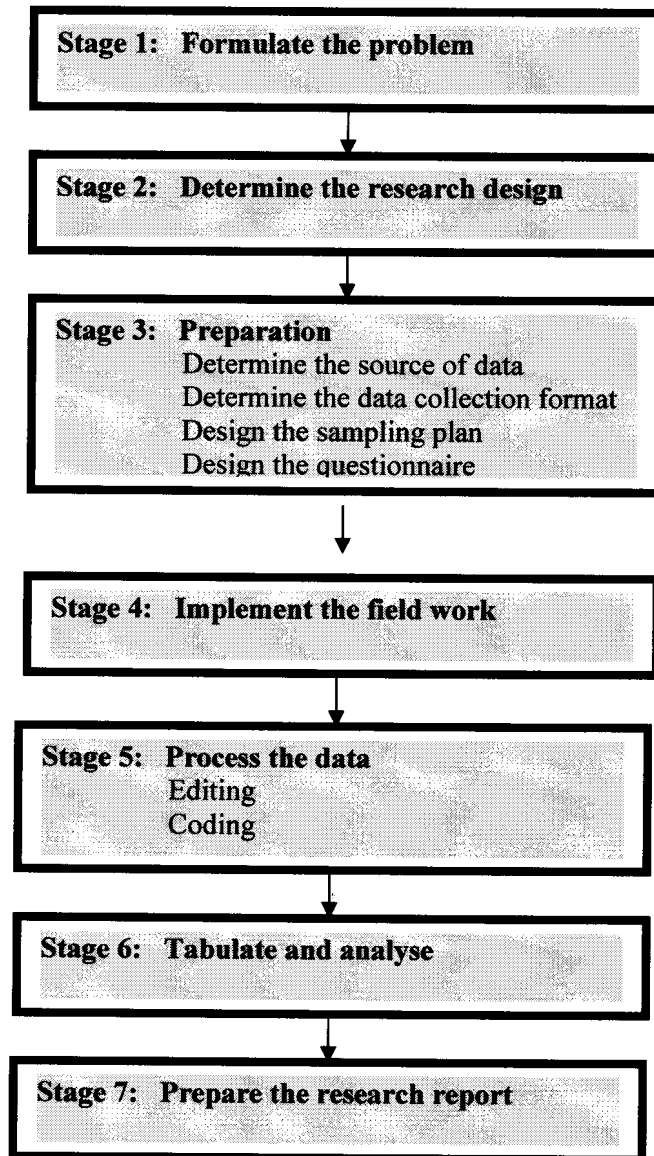 Stage 1: Formulate the problem
Stage 2: Determine the research design
Stage 3: Preparation
Determine the source of data
Determine the data collection format
Design the sampling plan
Design the questionnaire
Stage 4: Implement the field work
Stage 5: Process the data
Editing
Coding
Stage 6: Tabulate and analyse
Stage 7: Prepare the research report